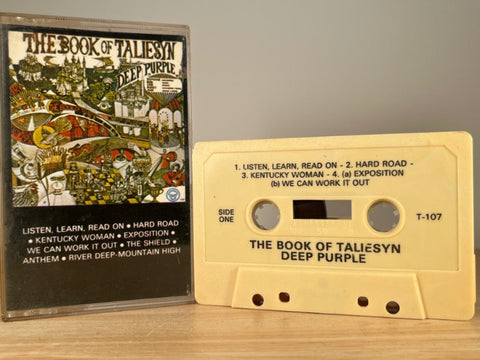 THE BOOK OF TALIESYN
DEEP PURPLE
LISTEN, LEARN, READ ON • HARD ROAD
• KENTUCKY WOMAN • EXPOSITION •
WE CAN WORK IT OUT • THE SHIELD •
ANTHEM • RIVER DEEP-MOUNTAIN HIGH
1. LISTEN, LEARN, READ ON - 2. HARD ROAD -
3. KENTUCKY WOMAN - 4. (a) EXPOSITION
(b) WE CAN WORK IT OUT
SIDE
ONE
T-107
THE BOOK OF TALIESYN
DEEP PURPLE